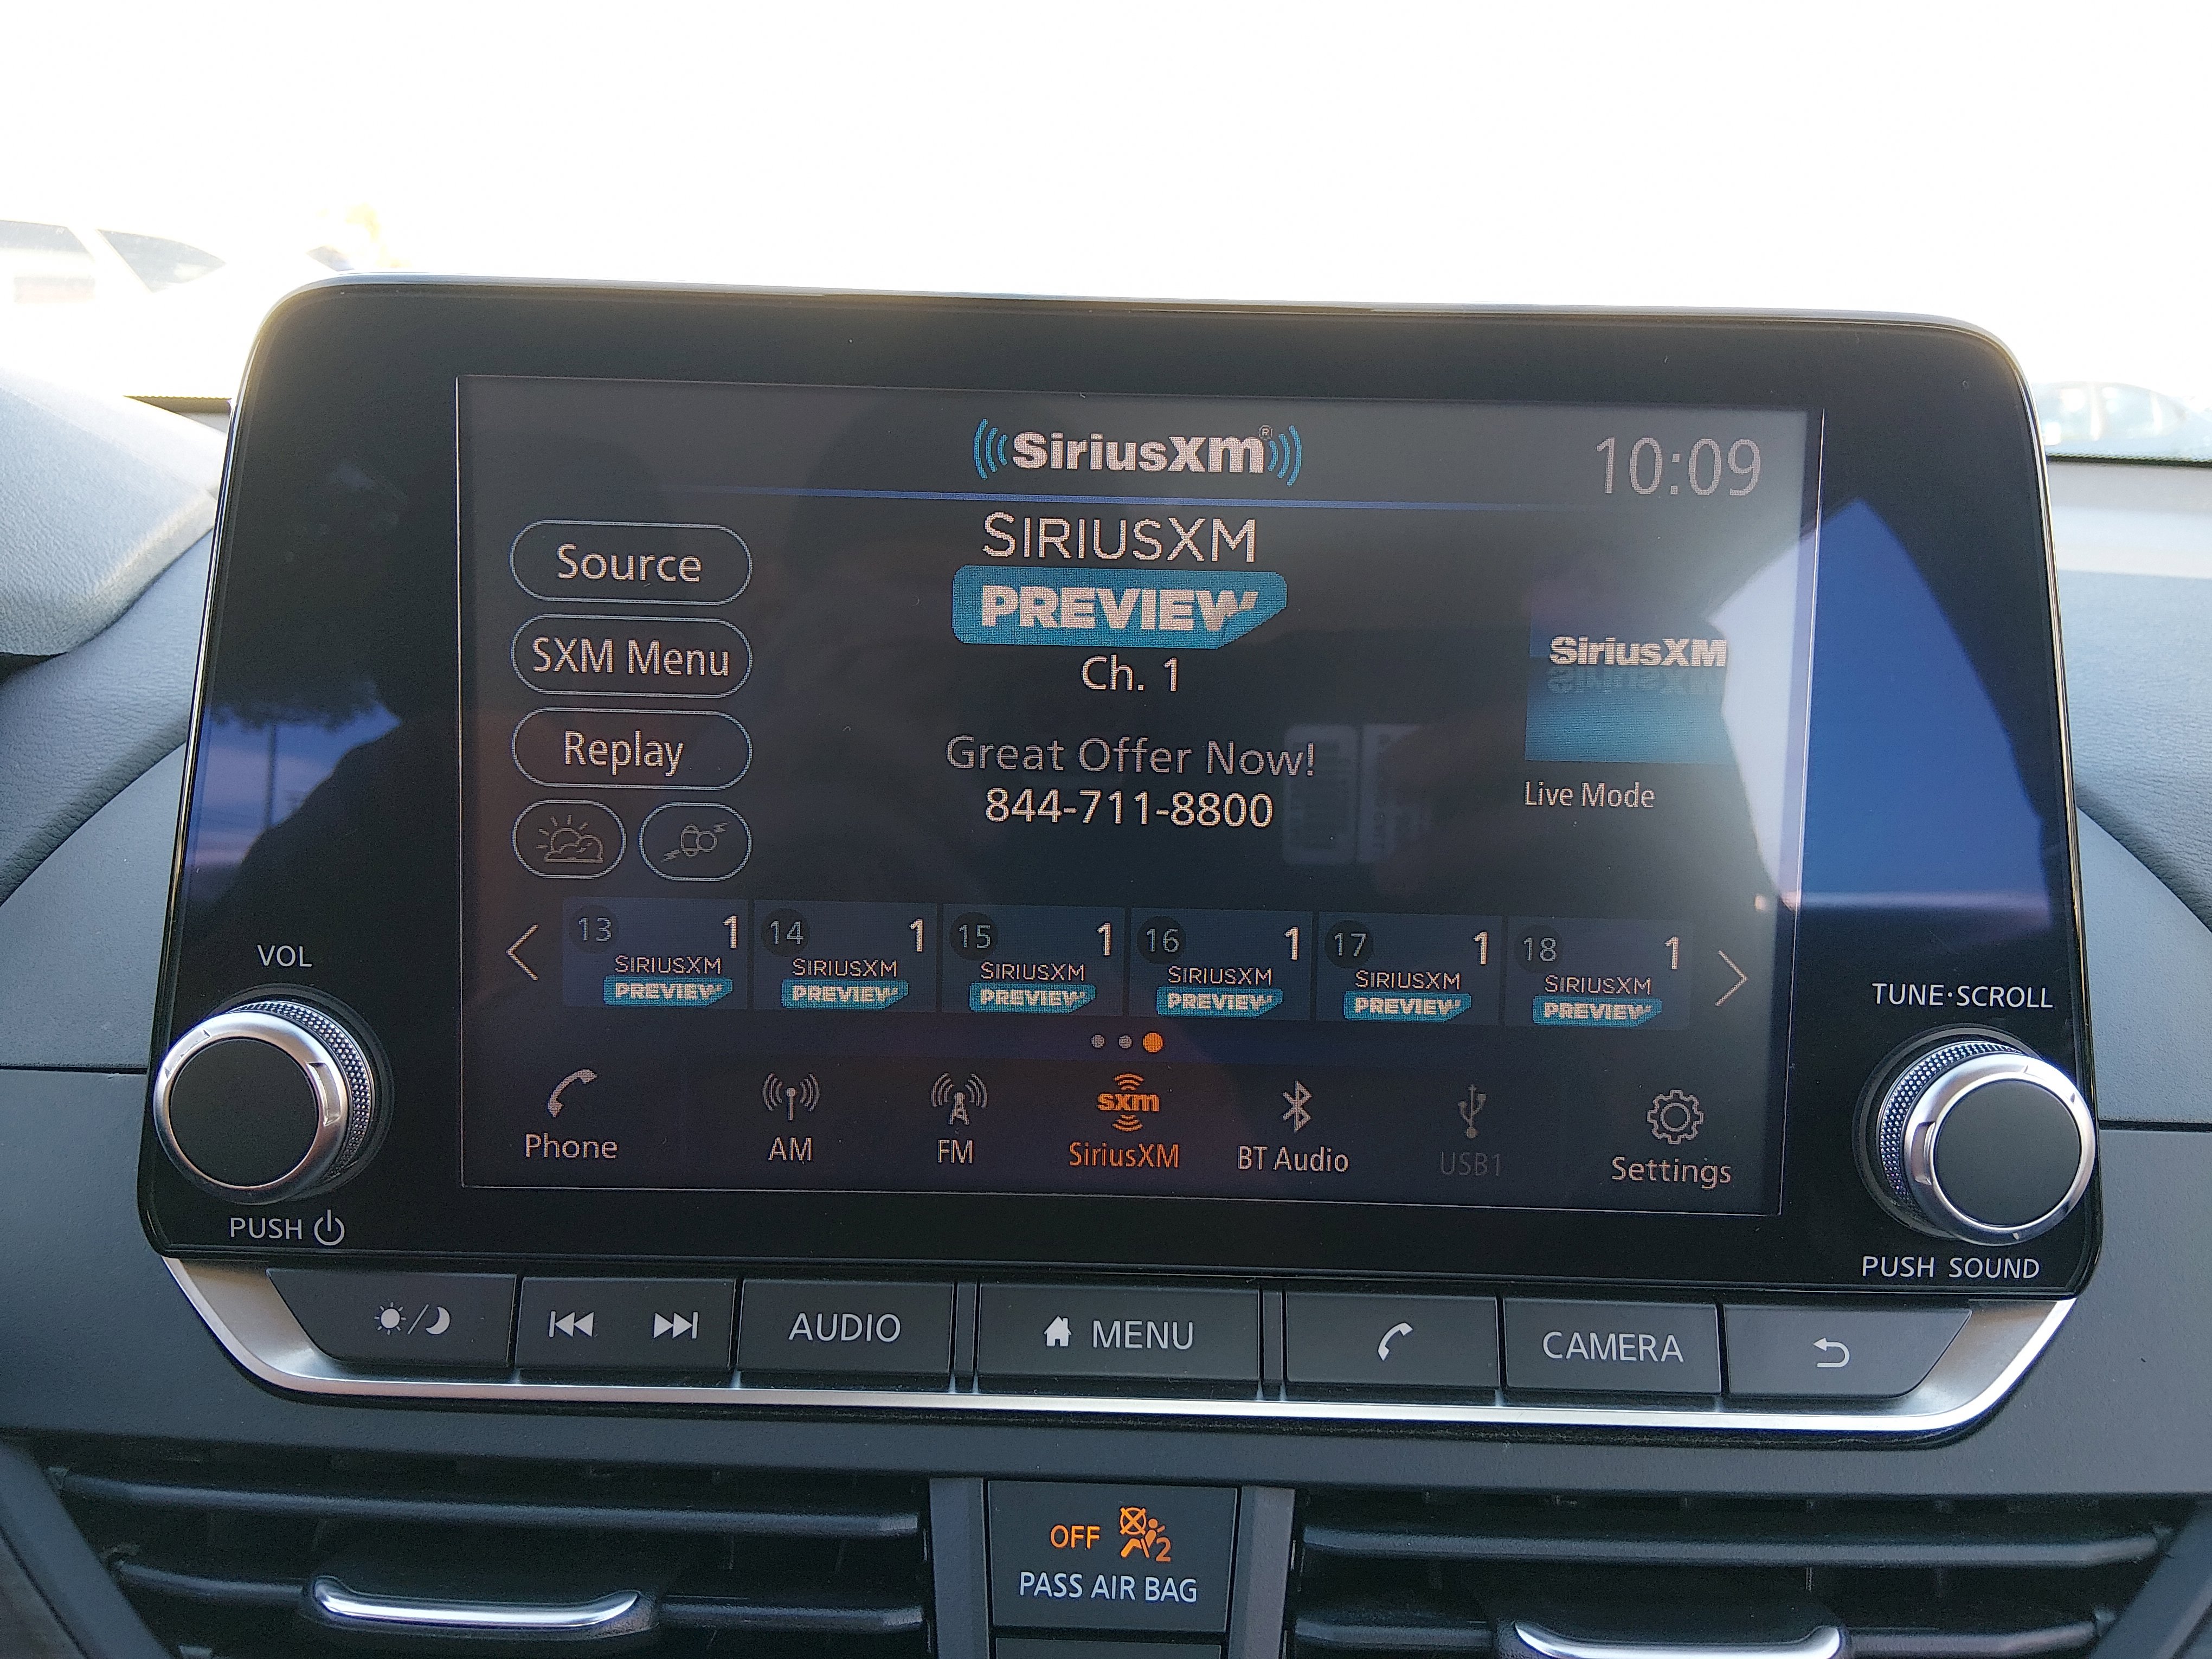 SiriusXM®
10:09
Source
SXM Menu
Replay
SIRIUSXM
PREVIEW
Ch. 1
Great Offer Now!
844-711-8800
SiriusXM
Live Mode
13 1
SIRIUSXM
PREVIEW
14 1
SIRIUSXM
PREVIEW
15 1
SIRIUSXM
PREVIEW
16 1
SIRIUSXM
PREVIEW
17 1
SIRIUSXM
PREVIEW
18 1
SIRIUSXM
PREVIEW
Phone
AM
FM
sxm
SiriusXM
BT Audio
USB1
Settings
VOL
PUSH
TUNE·SCROLL
PUSH SOUND
AUDIO
MENU
CAMERA
OFF 2
PASS AIR BAG